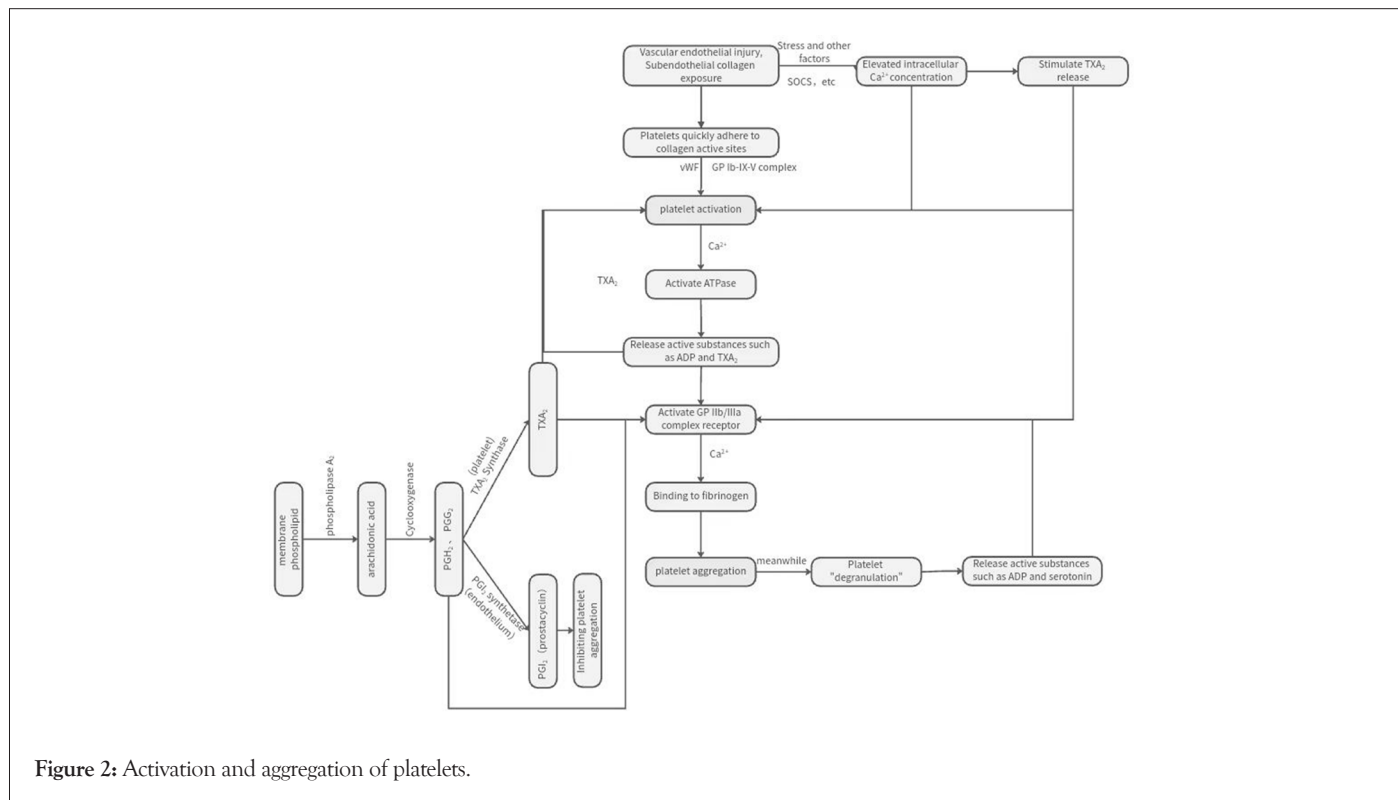 Vascular endothelial injury,
Subendothelial collagen
exposure
Stress and other
factors
SOCS, etc
Elevated intracellular
Ca²⁺ concentration
Stimulate TXA₂
release
Platelets quickly adhere to
collagen active sites
vWF
GP Ib-IX-V complex
platelet activation
Ca²⁺
TXA₂
Activate ATPase
Release active substances such
as ADP and TXA₂
TXA₂
Activate GP IIb/IIIa
complex receptor
Ca²⁺
(platelet)
TXA₂ Synthase
membrane
phospholipid
phospholipase A₂
arachidonic acid
Cyclooxygenase
PGH₂、 PGG₂
Binding to fibrinogen
platelet aggregation
meanwhile
Platelet
"degranulation"
Release active substances
such as ADP and serotonin
PGI₂ synthetase
(endothelium)
PGI₂ (prostacyclin)
Inhibiting platelet
aggregation
Figure 2: Activation and aggregation of platelets.